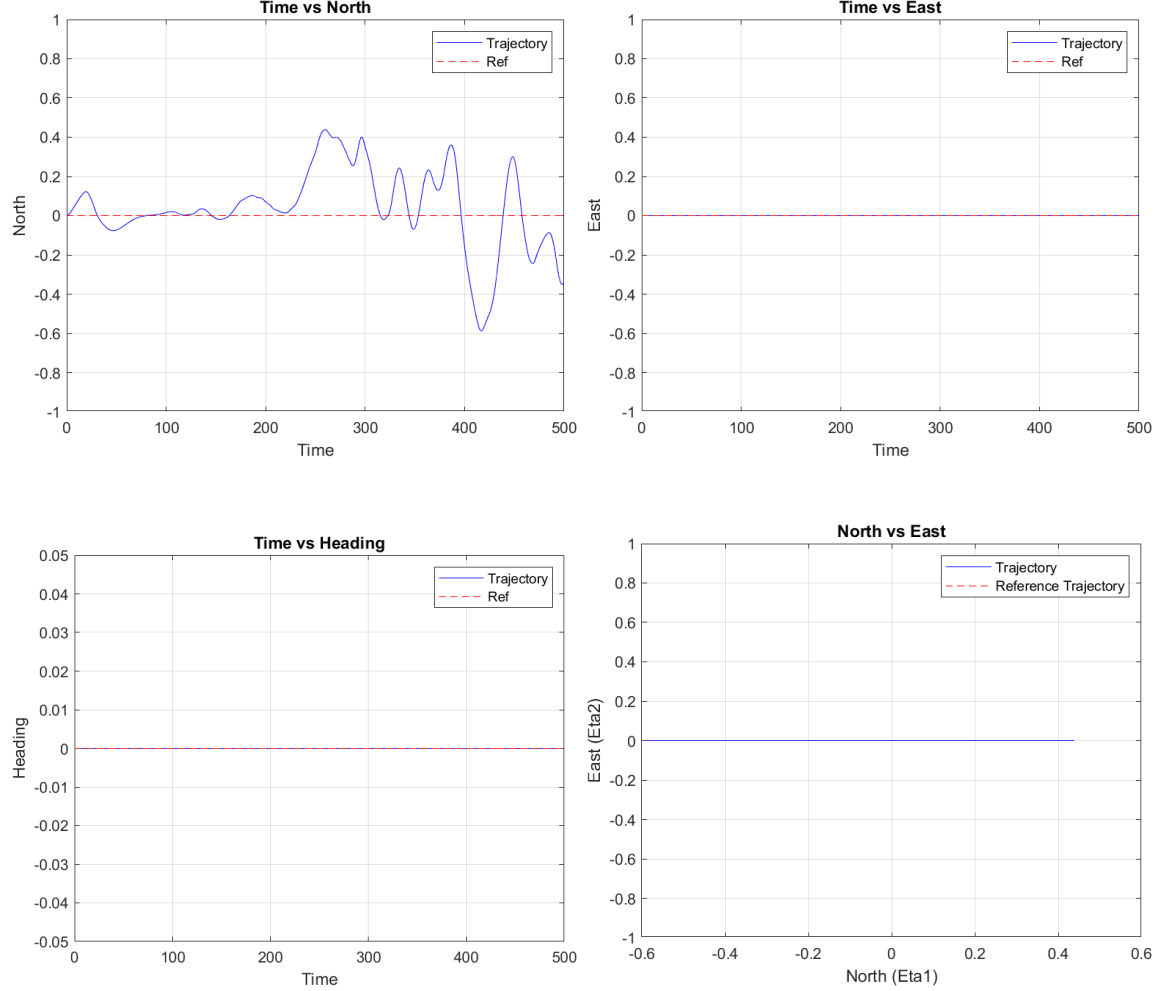 Time vs North
1
0.8
0.6
0.4
0.2
0
-0.2
-0.4
-0.6
-0.8
-1
North
Trajectory
Ref
0 100 200 300 400 500
Time
Time vs East
1
0.8
0.6
0.4
0.2
0
-0.2
-0.4
-0.6
-0.8
-1
East
Trajectory
Ref
0 100 200 300 400 500
Time
Time vs Heading
0.05
0.04
0.03
0.02
0.01
0
-0.01
-0.02
-0.03
-0.04
-0.05
Heading
Trajectory
Ref
0 100 200 300 400 500
Time
North vs East
1
0.8
0.6
0.4
0.2
0
-0.2
-0.4
-0.6
-0.8
-1
East (Eta2)
Trajectory
Reference Trajectory
-0.6 -0.4 -0.2 0 0.2 0.4 0.6
North (Eta1)